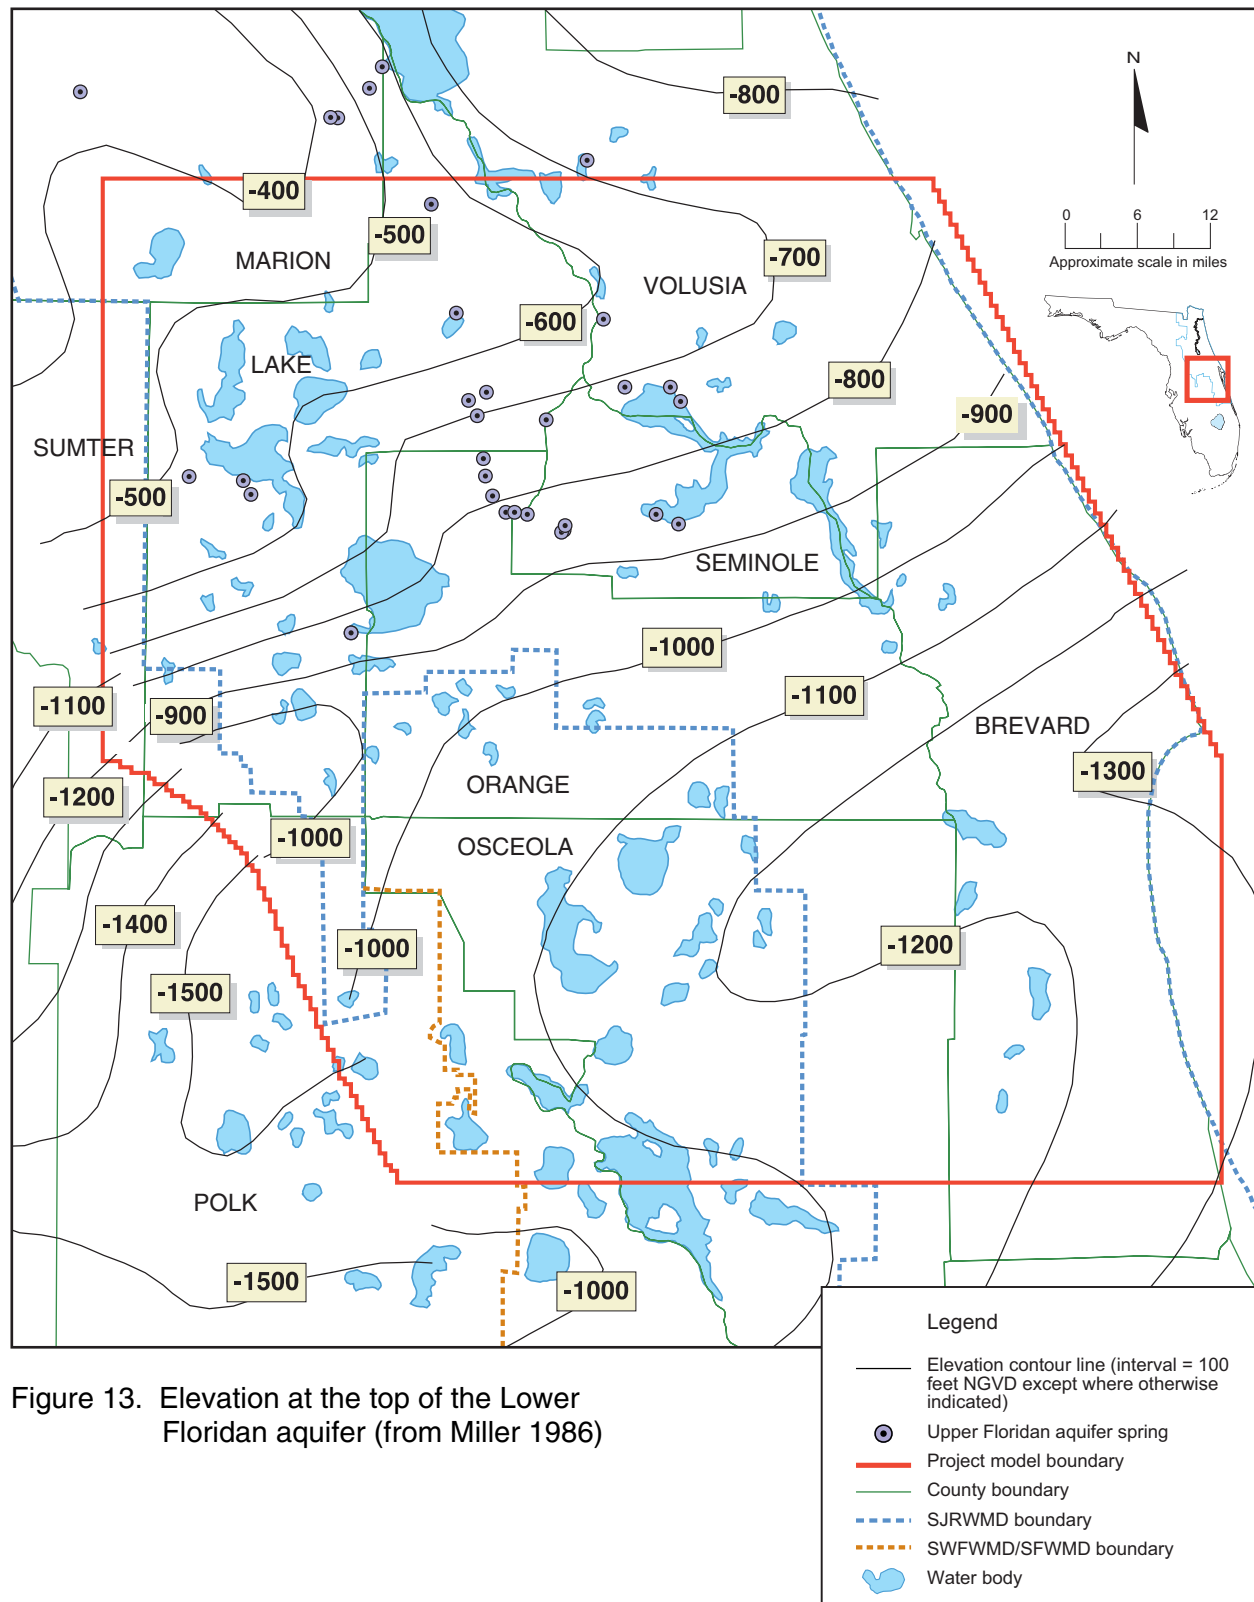 -800
N
-400
-500
0 6 12
Approximate scale in miles
MARION
VOLUSIA
-700
-600
LAKE
-800
-900
SUMTER
-500
SEMINOLE
-1000
-1100
-1100
-900
BREVARD
-1300
ORANGE
-1200
-1000
OSCEOLA
-1400
-1000
-1200
-1500
POLK
-1500
-1000
Legend
Elevation contour line (interval = 100
feet NGVD except where otherwise
indicated)
Upper Floridan aquifer spring
Project model boundary
County boundary
SJRWMD boundary
SWFWMD/SFWMD boundary
Water body
Figure 13. Elevation at the top of the Lower
Floridan aquifer (from Miller 1986)